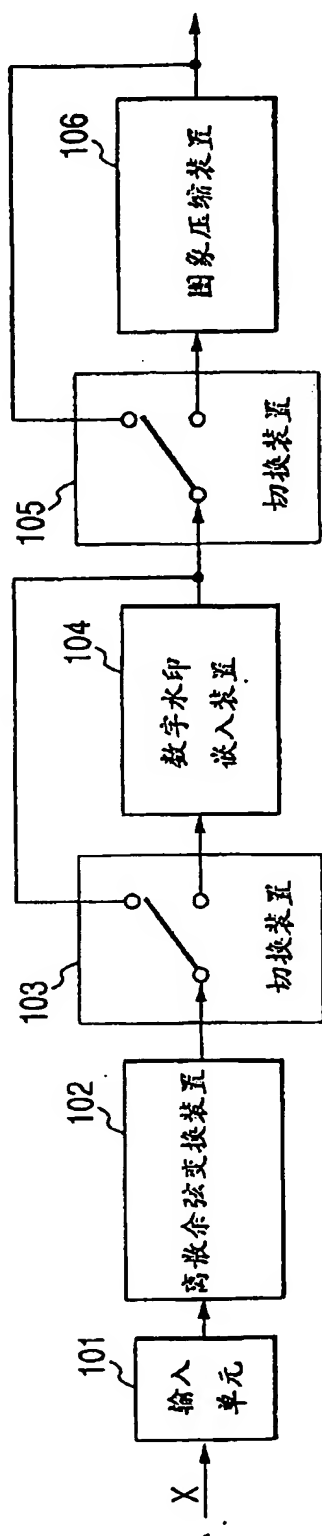 X
101
输入
单元
102
离散余弦变换装置
103
切换装置
104
数字水印
嵌入装置
105
切换装置
106
图象压缩装置